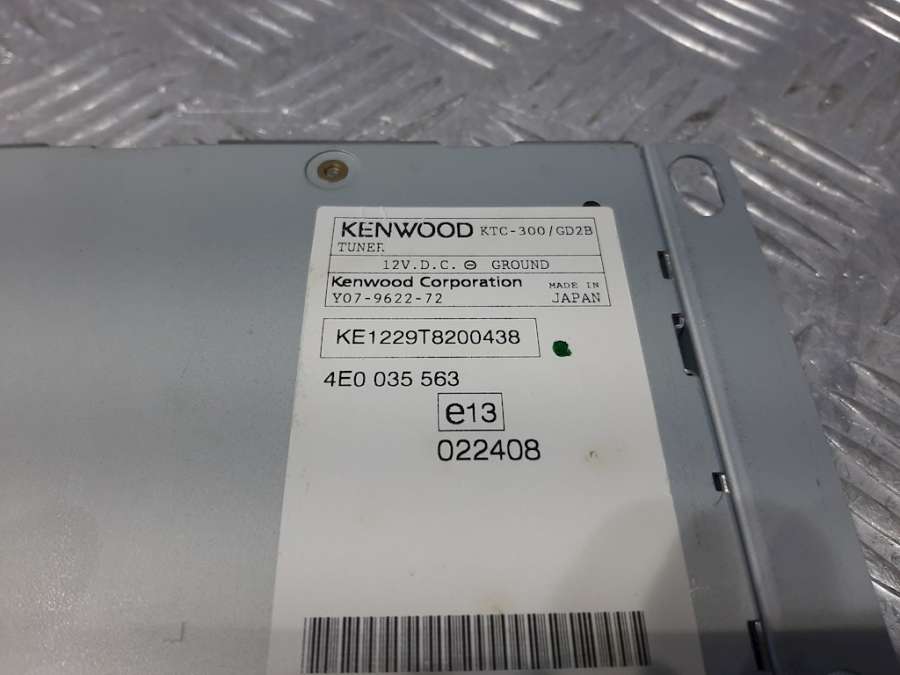 KENWOOD KTC-300/GD2B
TUNER
12V.D.C. ⊖ GROUND
Kenwood Corporation MADE IN
Y07-9622-72 JAPAN
KE1229T8200438
4E0 035 563
e13
022408